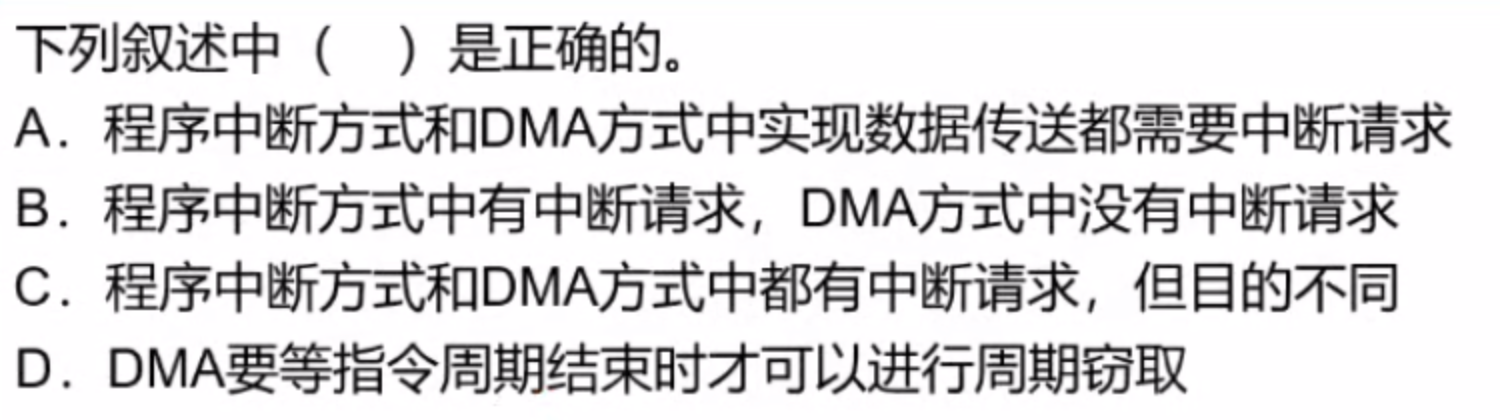 下列叙述中（　）是正确的。
A．程序中断方式和DMA方式中实现数据传送都需要中断请求
B．程序中断方式中有中断请求，DMA方式中没有中断请求
C．程序中断方式和DMA方式中都有中断请求，但目的不同
D．DMA要等指令周期结束时才可以进行周期窃取